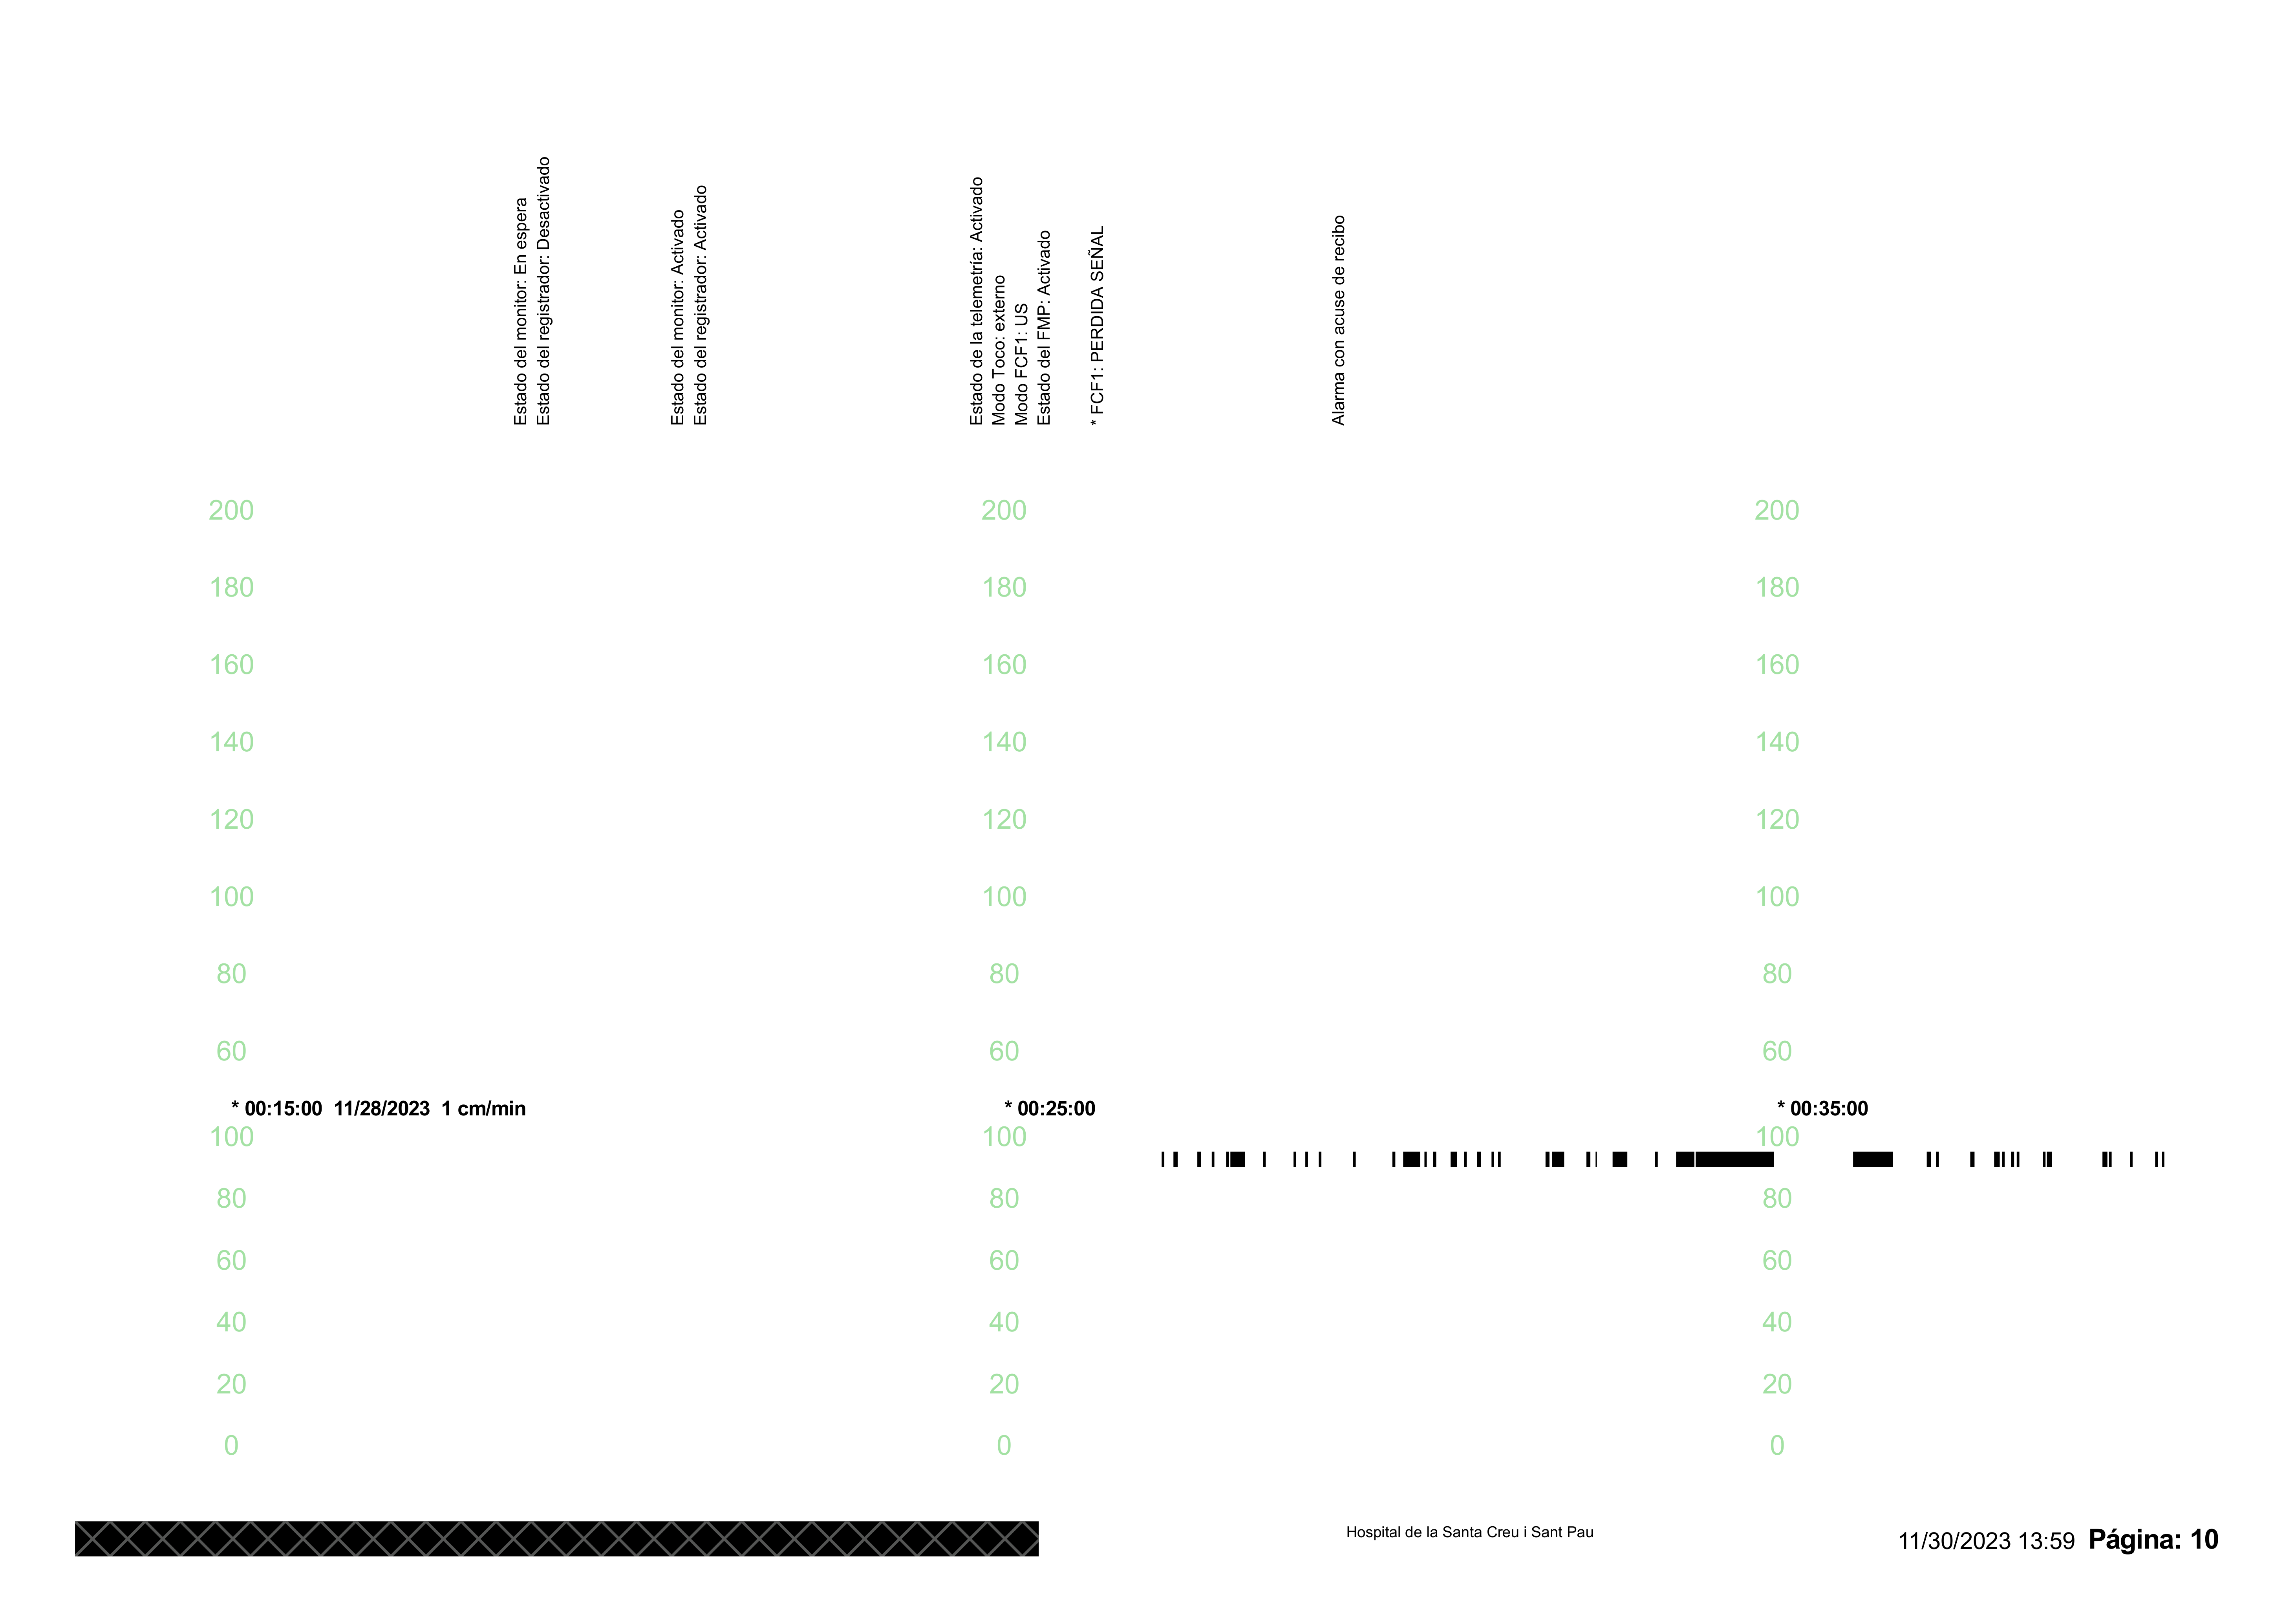 Estado del monitor: En espera
Estado del registrador: Desactivado
Estado del monitor: Activado
Estado del registrador: Activado
Estado de la telemetría: Activado
Modo Toco: externo
Modo FCF1: US
Estado del FMP: Activado
* FCF1: PERDIDA SEÑAL
Alarma con acuse de recibo
200 200 200
180 180 180
160 160 160
140 140 140
120 120 120
100 100 100
80 80 80
60 60 60
* 00:15:00 11/28/2023 1 cm/min * 00:25:00 * 00:35:00
100 100 100
80 80 80
60 60 60
40 40 40
20 20 20
0 0 0
Hospital de la Santa Creu i Sant Pau
11/30/2023 13:59 Página: 10